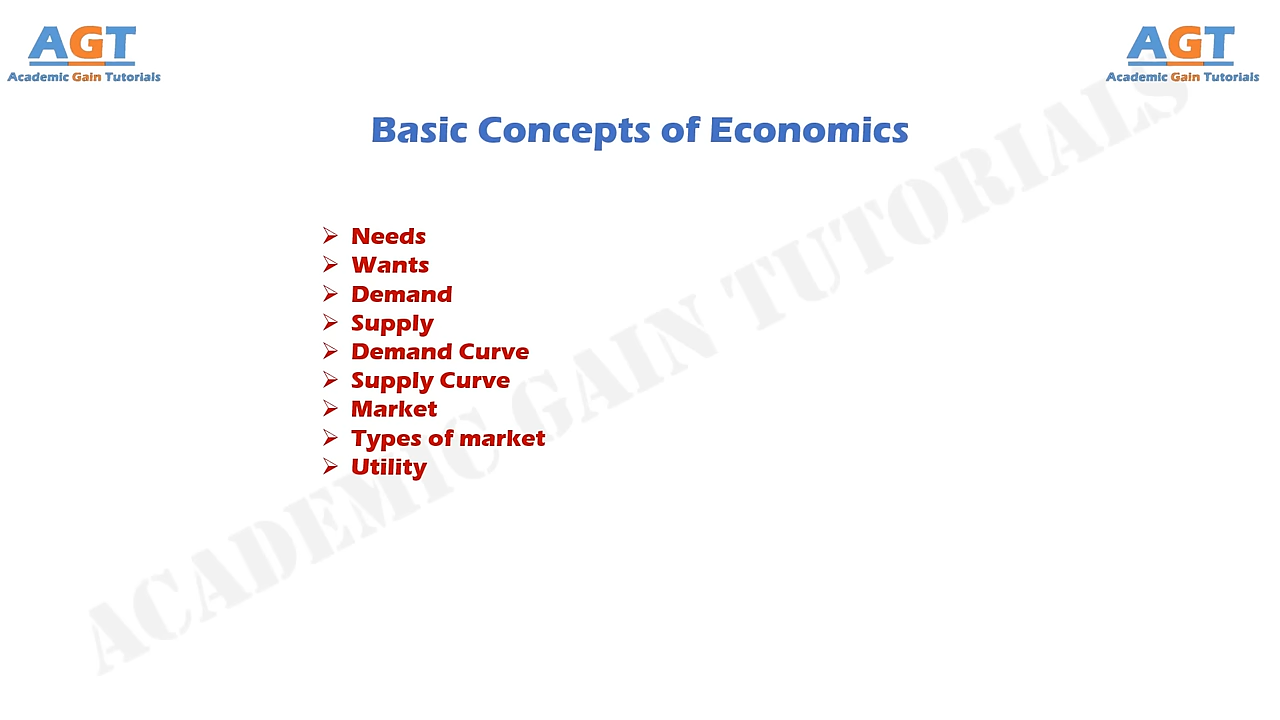 AGT
Academic Gain Tutorials
AGT
Academic Gain Tutorials
Basic Concepts of Economics
Needs
Wants
Demand
Supply
Demand Curve
Supply Curve
Market
Types of market
Utility
ACADEMIC GAIN TUTORIALS